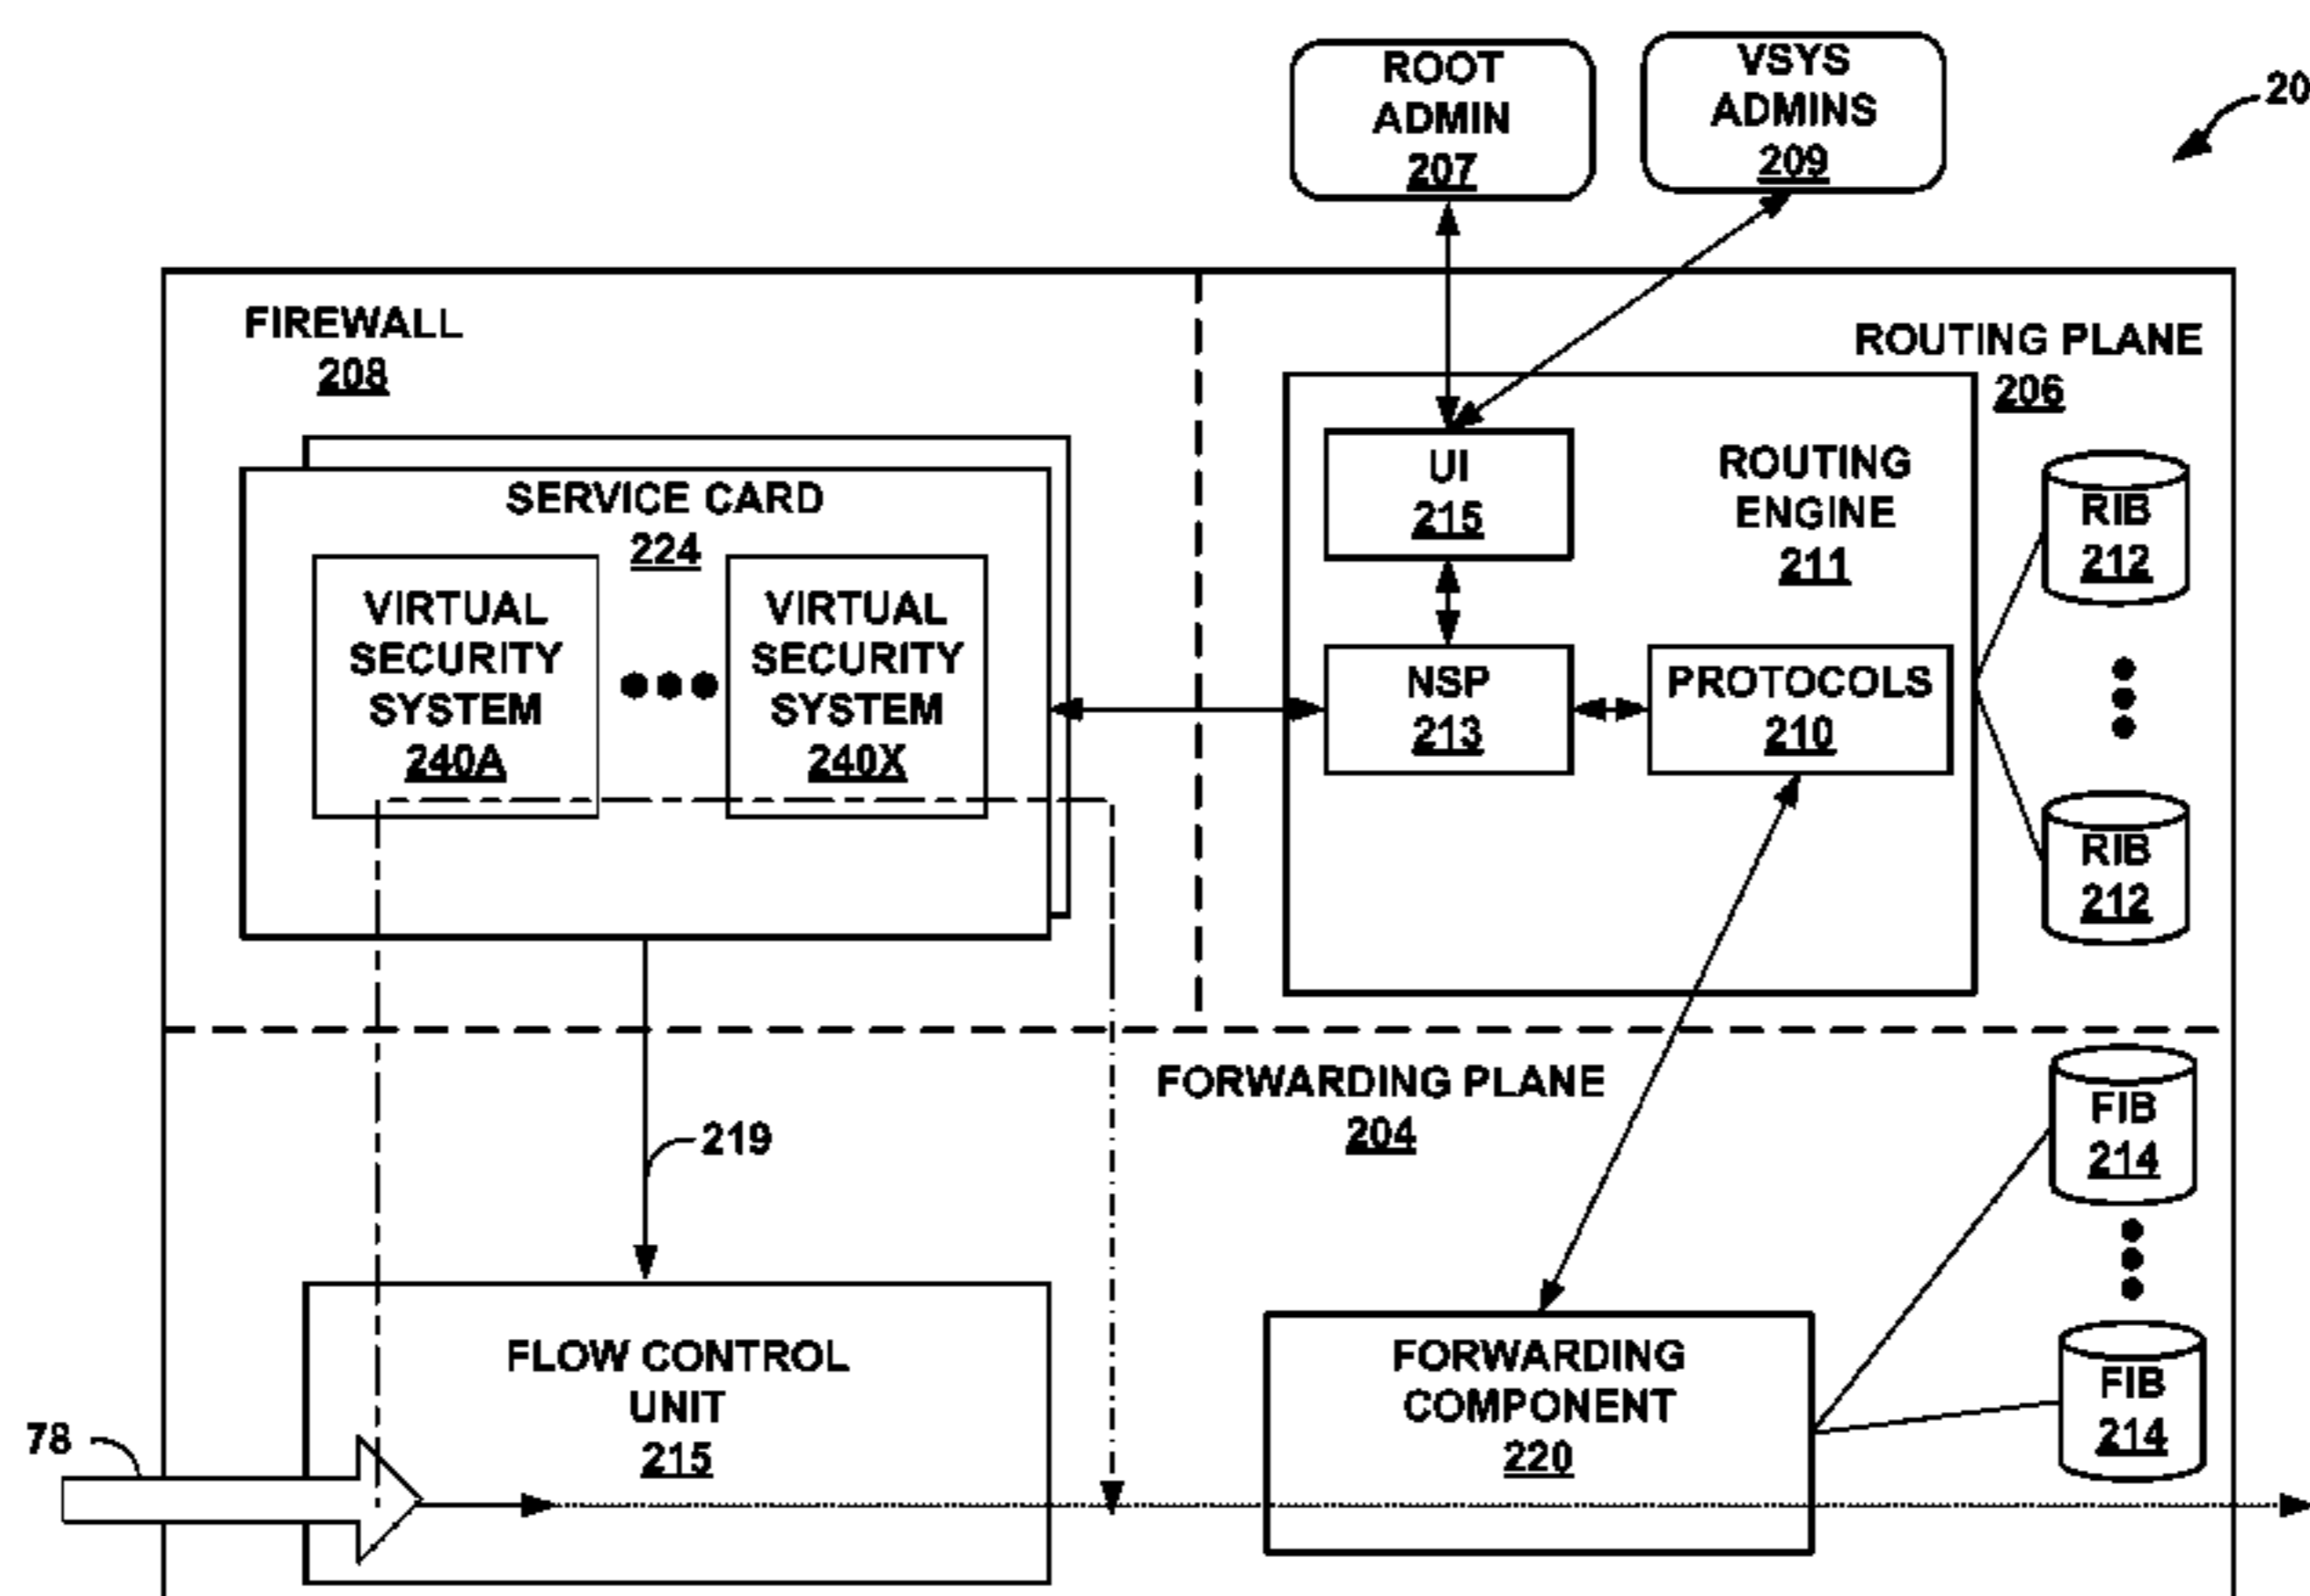 ROOT
ADMIN
207
VSYS
ADMINS
209
20
FIREWALL
208
ROUTING PLANE
206
SERVICE CARD
224
VIRTUAL
SECURITY
SYSTEM
240A
VIRTUAL
SECURITY
SYSTEM
240X
UI
215
ROUTING
ENGINE
211
NSP
213
PROTOCOLS
210
RIB
212
RIB
212
FORWARDING PLANE
204
219
FIB
214
FIB
214
FLOW CONTROL
UNIT
215
78
FORWARDING
COMPONENT
220